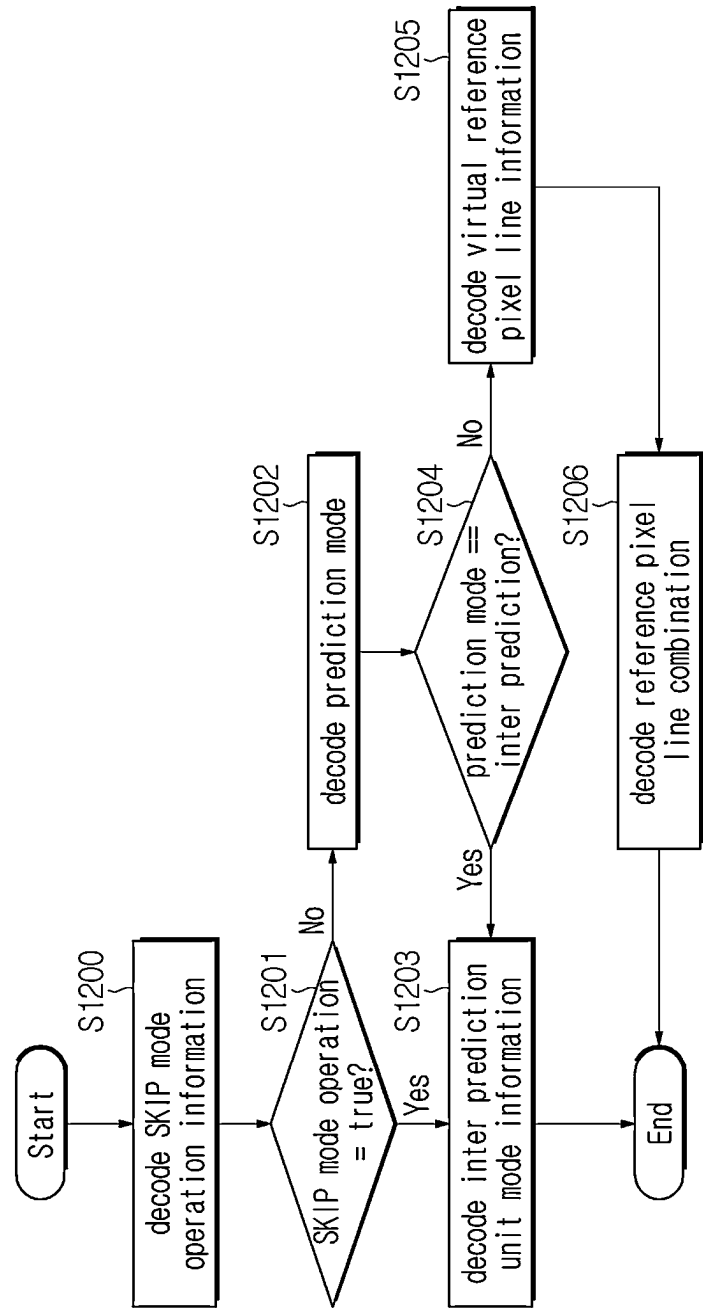 Start
S1200
decode SKIP mode
operation information
S1201
SKIP mode operation
= true?
No
Yes
S1202
decode prediction mode
S1203
decode inter prediction
unit mode information
S1204
prediction mode ==
inter prediction?
Yes
No
S1205
decode virtual reference
pixel line information
S1206
decode reference pixel
line combination
End